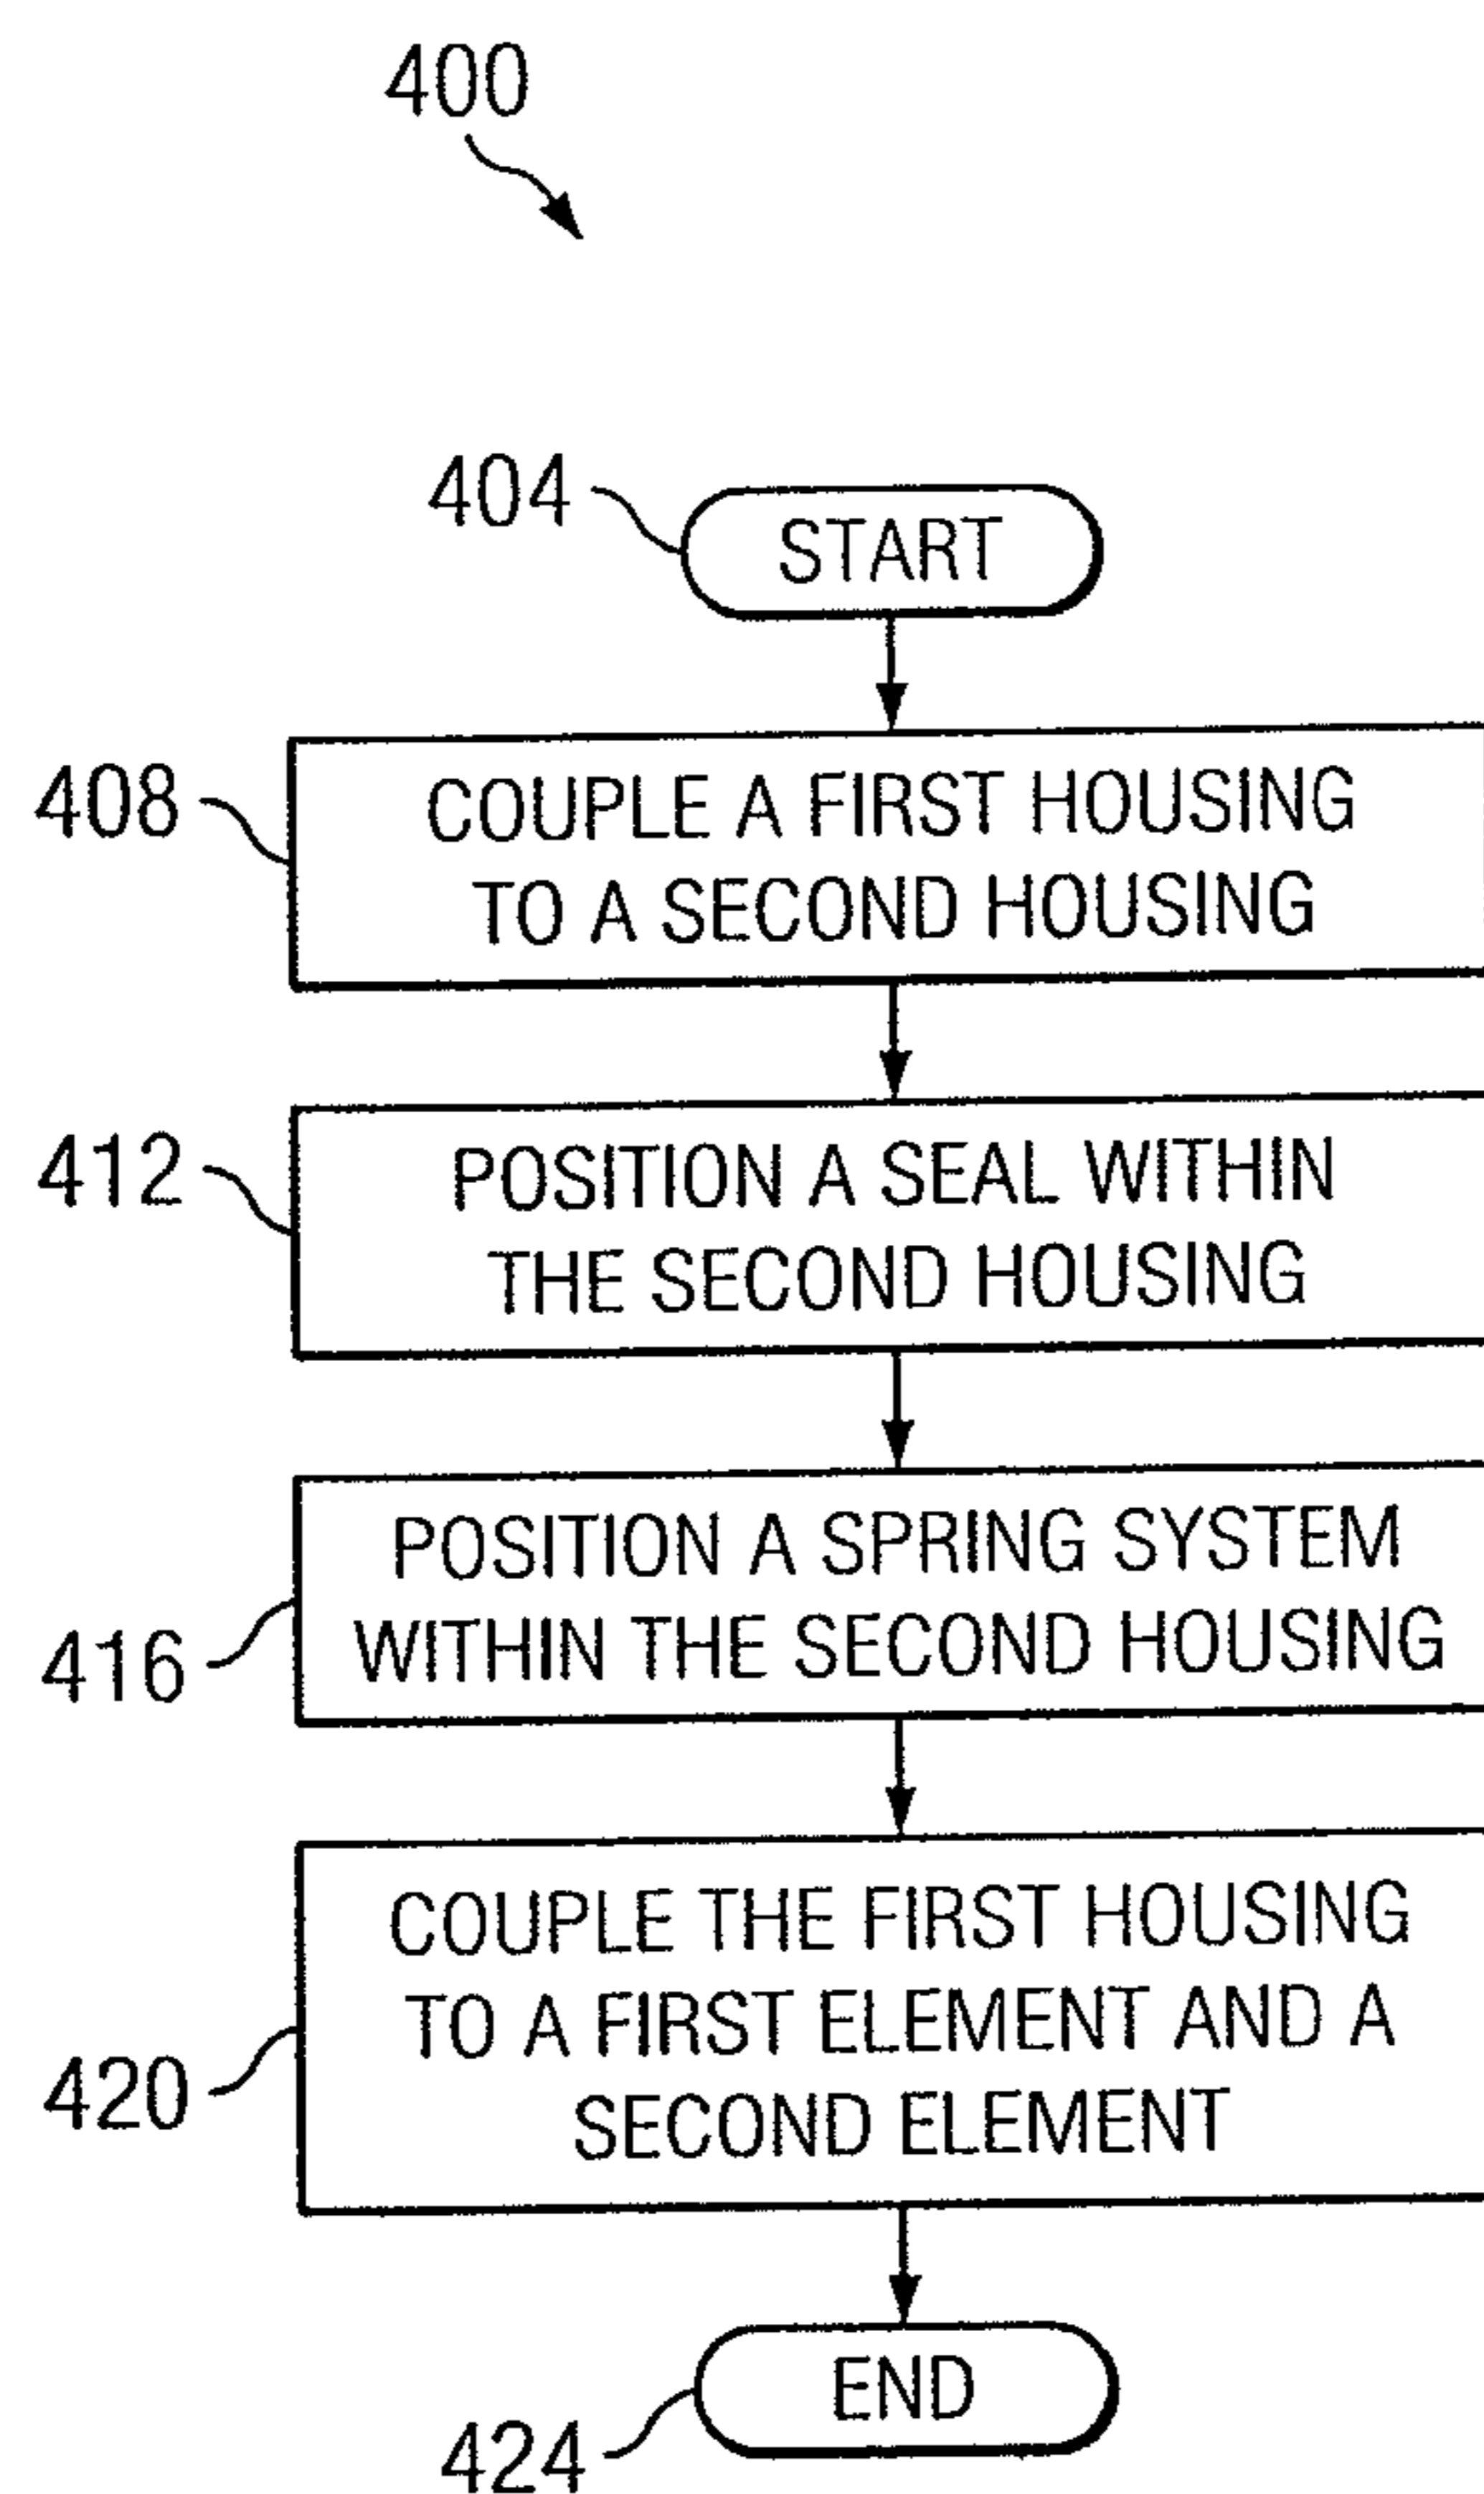 400
404
START
408
COUPLE A FIRST HOUSING
TO A SECOND HOUSING
412
POSITION A SEAL WITHIN
THE SECOND HOUSING
POSITION A SPRING SYSTEM
WITHIN THE SECOND HOUSING
416
COUPLE THE FIRST HOUSING
TO A FIRST ELEMENT AND A
SECOND ELEMENT
420
END
424